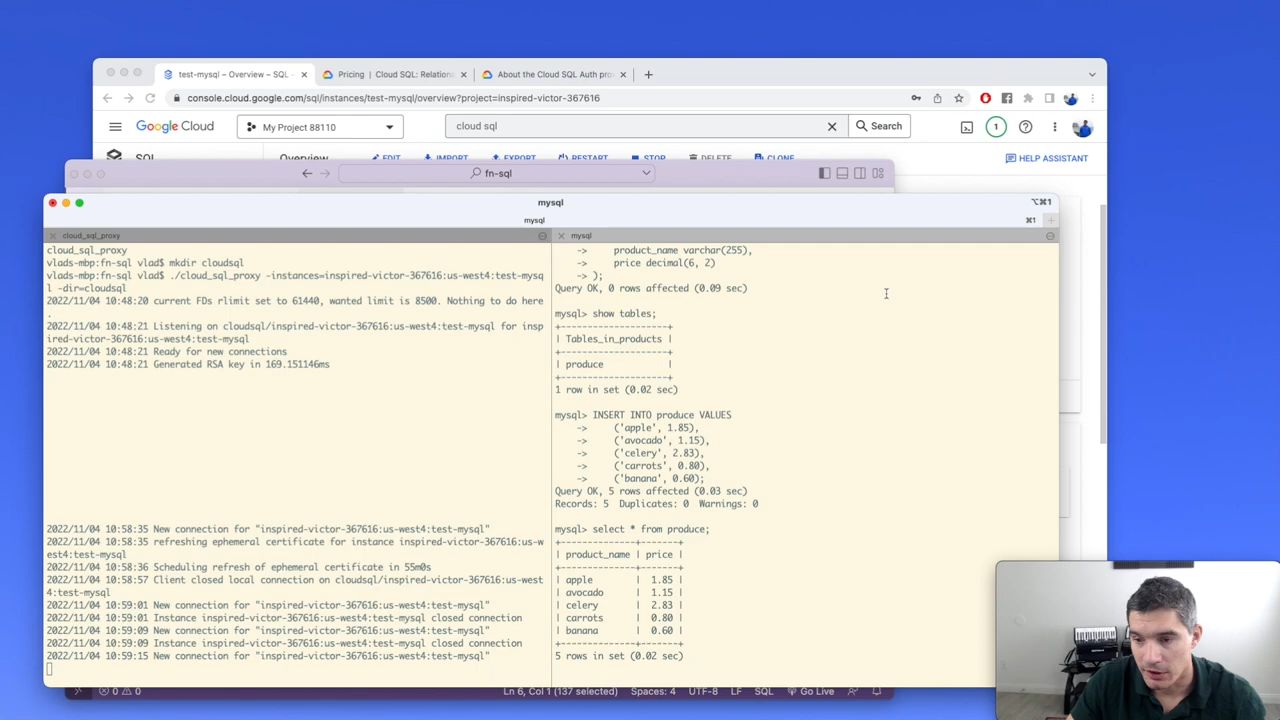 test-mysql – Overview – SQL
Pricing | Cloud SQL: Relation
About the Cloud SQL Auth pro
console.cloud.google.com/sql/instances/test-mysql/overview?project=inspired-victor-367616
Google Cloud
My Project 88110
cloud sql
Search
1
SQL
Overview
EDIT
IMPORT
EXPORT
RESTART
STOP
DELETE
CLONE
HELP ASSISTANT
fn-sql
mysql
⌥⌘1
mysql
⌘1
cloud_sql_proxy
cloud_sql_proxy
vlads-mbp:fn-sql vlad$ mkdir cloudsql
vlads-mbp:fn-sql vlad$ ./cloud_sql_proxy -instances=inspired-victor-367616:us-west4:test-mysq
l -dir=cloudsql
2022/11/04 10:48:20 current FDs rlimit set to 61440, wanted limit is 8500. Nothing to do here
.
2022/11/04 10:48:21 Listening on cloudsql/inspired-victor-367616:us-west4:test-mysql for insp
ired-victor-367616:us-west4:test-mysql
2022/11/04 10:48:21 Ready for new connections
2022/11/04 10:48:21 Generated RSA key in 169.151146ms
2022/11/04 10:58:35 New connection for "inspired-victor-367616:us-west4:test-mysql"
2022/11/04 10:58:35 refreshing ephemeral certificate for instance inspired-victor-367616:us-w
est4:test-mysql
2022/11/04 10:58:36 Scheduling refresh of ephemeral certificate in 55m0s
2022/11/04 10:58:57 Client closed local connection on cloudsql/inspired-victor-367616:us-west
4:test-mysql
2022/11/04 10:59:01 New connection for "inspired-victor-367616:us-west4:test-mysql"
2022/11/04 10:59:01 Instance inspired-victor-367616:us-west4:test-mysql closed connection
2022/11/04 10:59:09 New connection for "inspired-victor-367616:us-west4:test-mysql"
2022/11/04 10:59:09 Instance inspired-victor-367616:us-west4:test-mysql closed connection
2022/11/04 10:59:15 New connection for "inspired-victor-367616:us-west4:test-mysql"
mysql
-> product_name varchar(255),
-> price decimal(6, 2)
-> );
Query OK, 0 rows affected (0.09 sec)
mysql> show tables;
+--------------------+
| Tables_in_products |
+--------------------+
| produce            |
+--------------------+
1 row in set (0.02 sec)
mysql> INSERT INTO produce VALUES
-> ('apple', 1.85),
-> ('avocado', 1.15),
-> ('celery', 2.83),
-> ('carrots', 0.80),
-> ('banana', 0.60);
Query OK, 5 rows affected (0.03 sec)
Records: 5  Duplicates: 0  Warnings: 0
mysql> select * from produce;
+--------------+-------+
| product_name | price |
+--------------+-------+
| apple        |  1.85 |
| avocado      |  1.15 |
| celery       |  2.83 |
| carrots      |  0.80 |
| banana       |  0.60 |
+--------------+-------+
5 rows in set (0.02 sec)
0
0
Ln 6, Col 1 (137 selected)
Spaces: 4
UTF-8
LF
SQL
Go Live